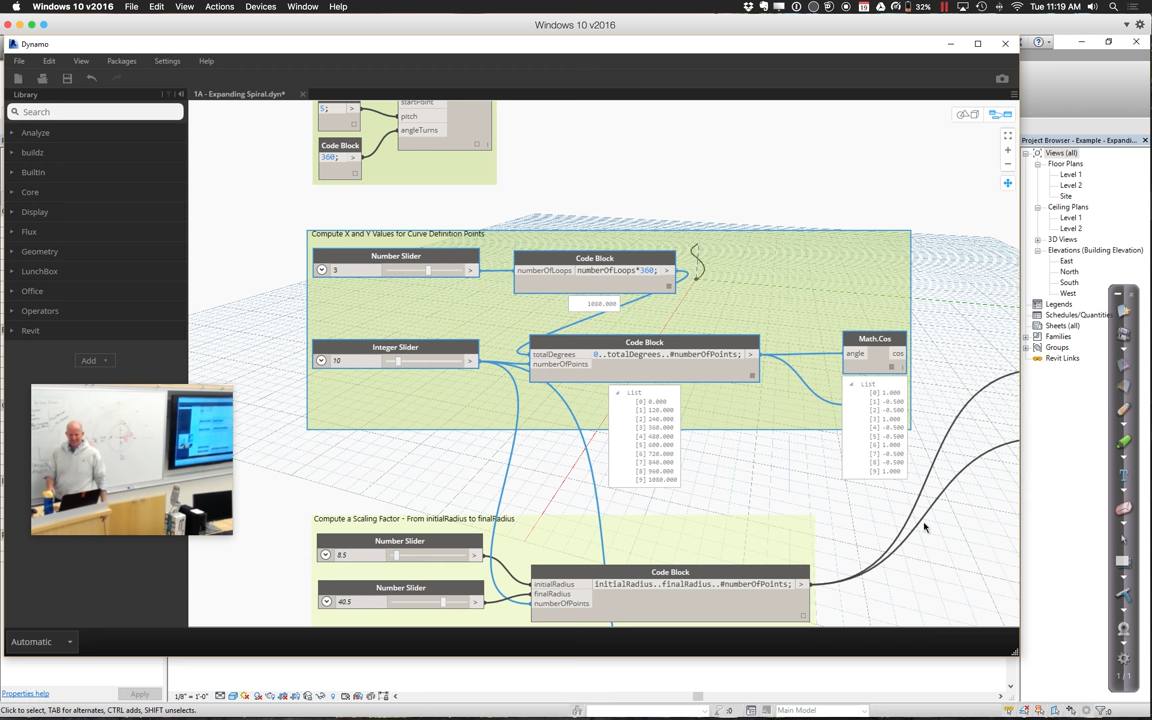 Windows 10 v2016 File Edit View Actions Devices Window Help
19 32% Tue 11:19 AM
Windows 10 v2016
Dynamo
File Edit View Packages Settings Help
Library
1A - Expanding Spiral.dyn*
Search
Analyze
buildz
Builtin
Core
Display
Flux
Geometry
LunchBox
Office
Operators
Revit
Add
Automatic
5; >
startPoint
pitch
angleTurns
Code Block
360; >
Compute X and Y Values for Curve Definition Points
Number Slider
3 >
Code Block
numberOfLoops numberOfLoops*360; >
1080.000
Integer Slider
10 >
Code Block
totalDegrees 0..totalDegrees..#numberOfPoints; >
numberOfPoints
List
[0] 0.000
[1] 120.000
[2] 240.000
[3] 360.000
[4] 480.000
[5] 600.000
[6] 720.000
[7] 840.000
[8] 960.000
[9] 1080.000
Math.Cos
angle cos
List
[0] 1.000
[1] -0.500
[2] -0.500
[3] 1.000
[4] -0.500
[5] -0.500
[6] 1.000
[7] -0.500
[8] -0.500
[9] 1.000
Compute a Scaling Factor - From initialRadius to finalRadius
Number Slider
8.5 >
Number Slider
40.5 >
Code Block
initialRadius initialRadius..finalRadius..#numberOfPoints; >
finalRadius
numberOfPoints
Project Browser - Example - Expandi...
Views (all)
Floor Plans
Level 1
Level 2
Site
Ceiling Plans
Level 1
Level 2
3D Views
Elevations (Building Elevation)
East
North
South
West
Legends
Schedules/Quantities
Sheets (all)
Families
Groups
Revit Links
1 / 1
Properties help Apply
1/8" = 1'-0"
Click to select, TAB for alternates, CTRL adds, SHIFT unselects.
:0 Main Model :0